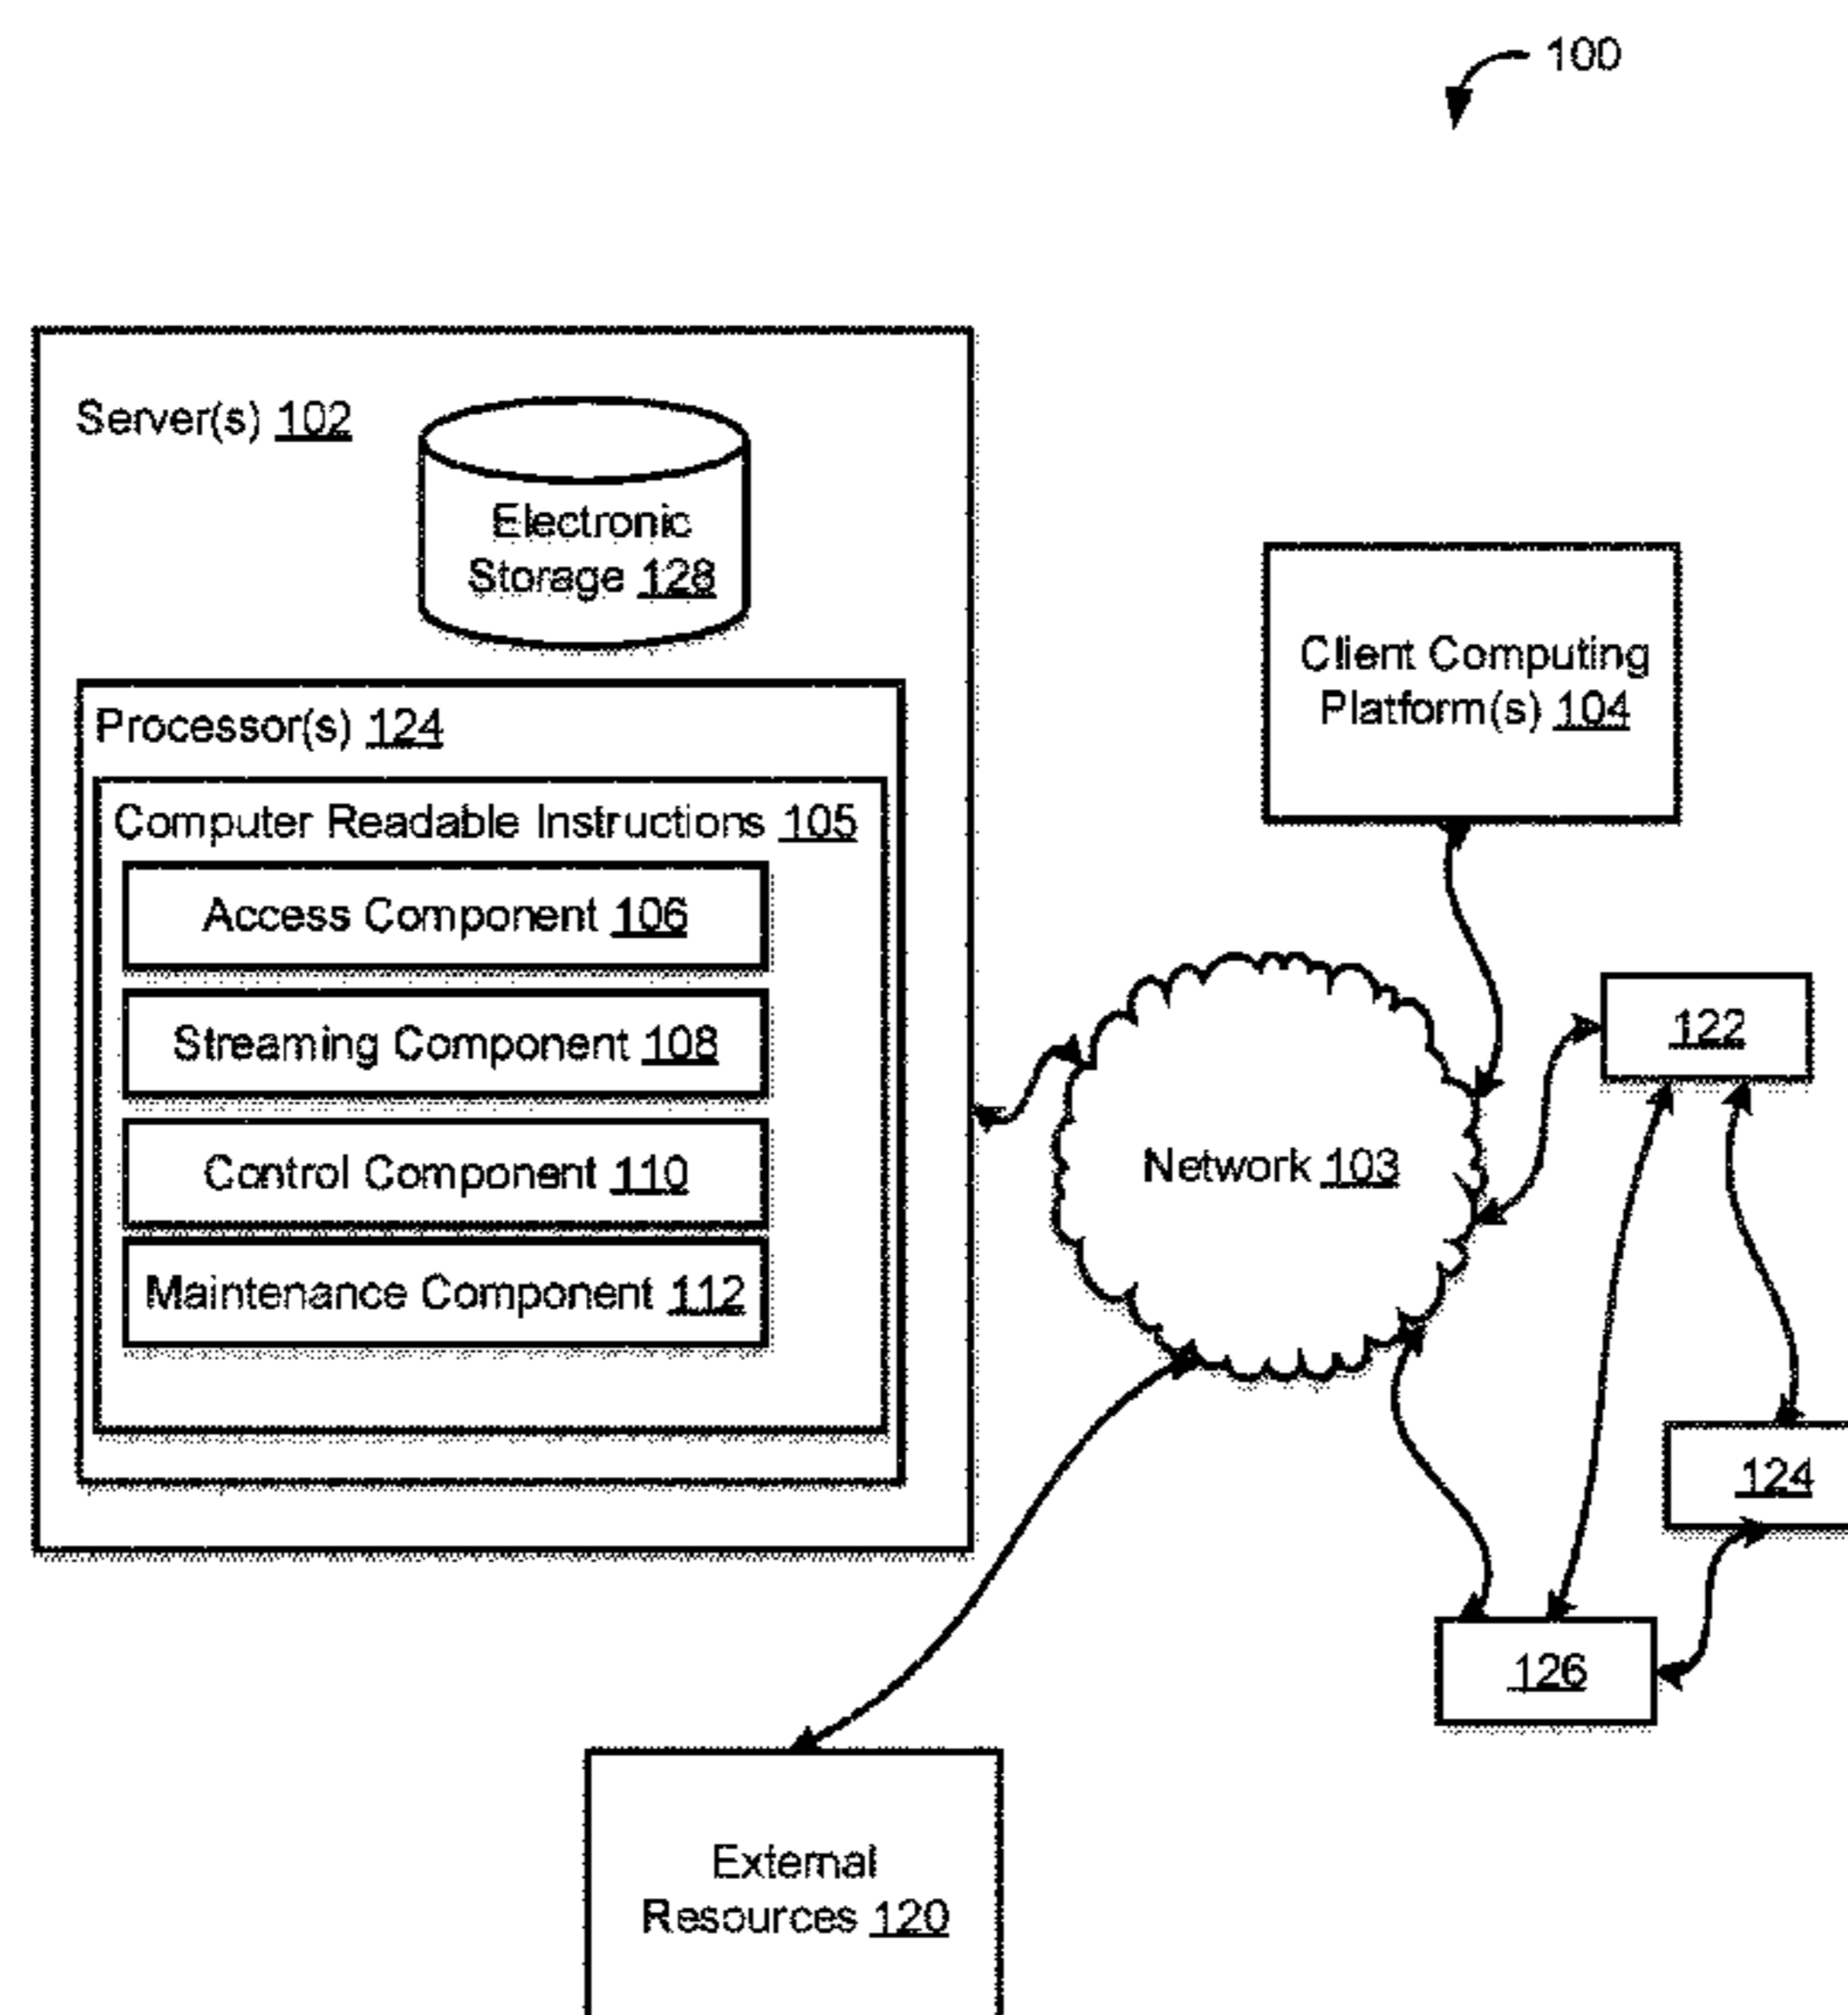 100
Server(s) 102
Electronic
Storage 128
Processor(s) 124
Computer Readable Instructions 105
Access Component 106
Streaming Component 108
Control Component 110
Maintenance Component 112
Client Computing
Platform(s) 104
Network 103
122
124
126
External
Resources 120